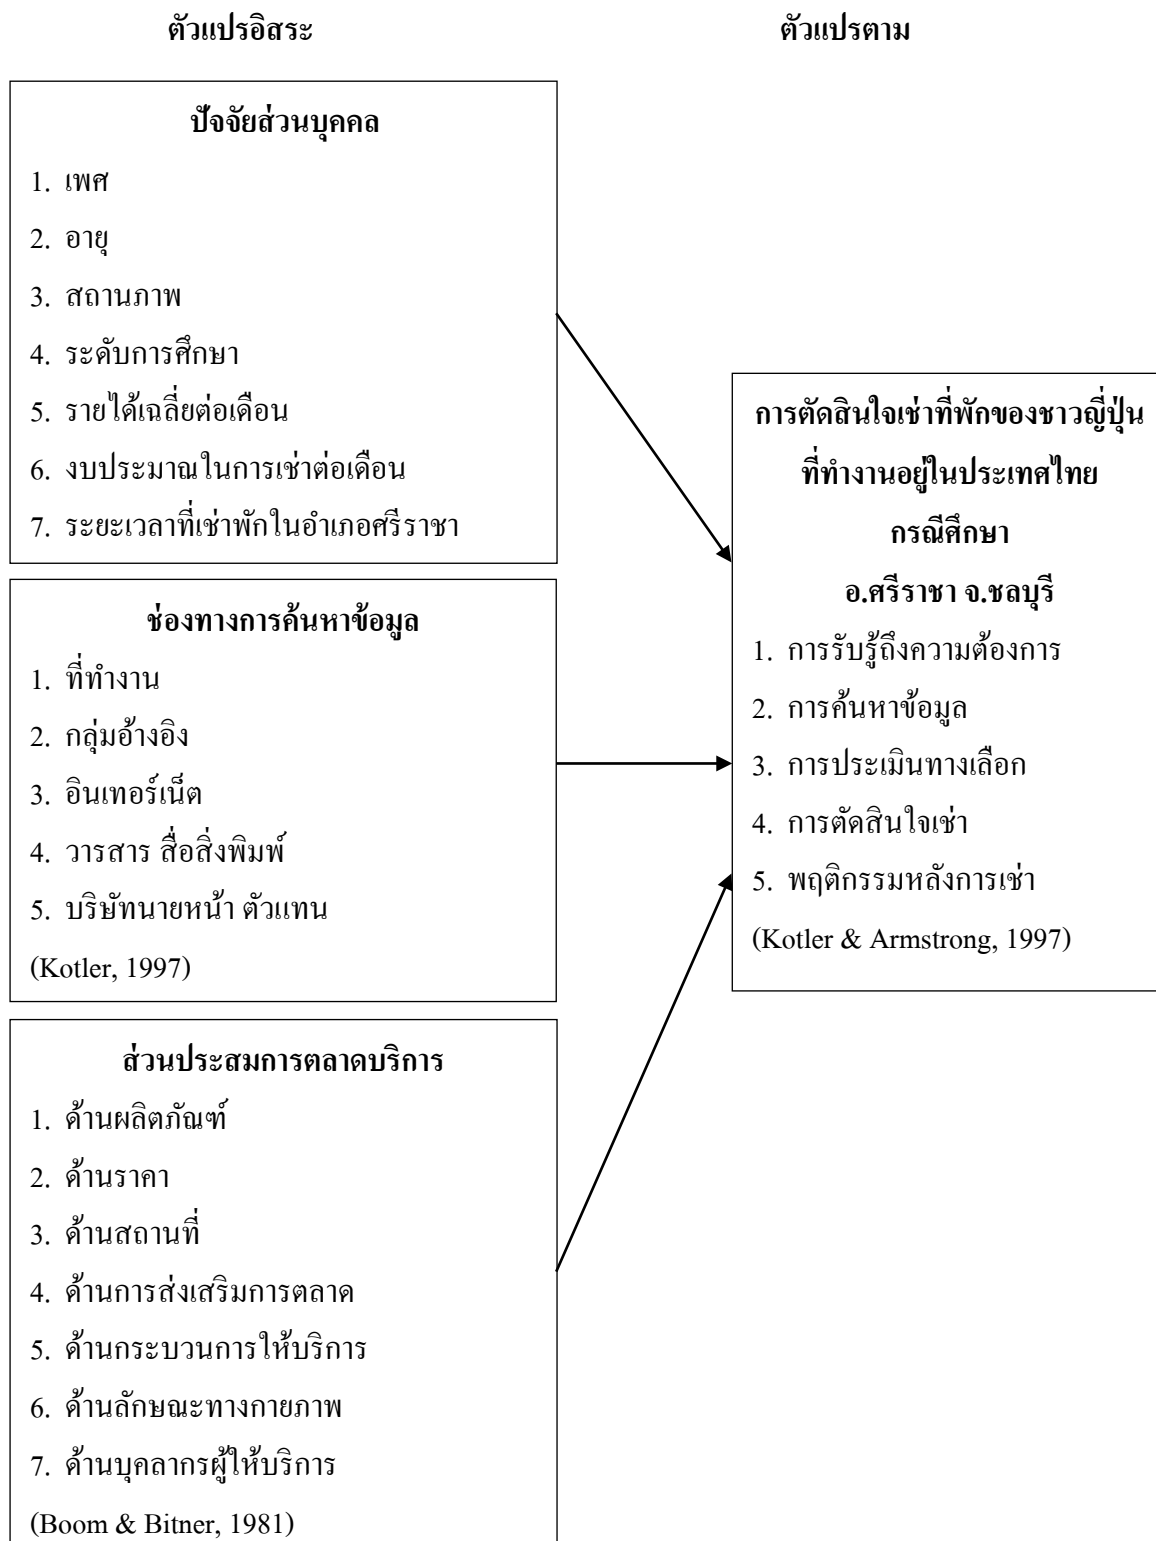 ตัวแปรอิสระ
ตัวแปรตาม
ปัจจัยส่วนบุคคล
1. เพศ
2. อายุ
3. สถานภาพ
4. ระดับการศึกษา
5. รายได้เฉลี่ยต่อเดือน
6. งบประมาณในการเช่าต่อเดือน
7. ระยะเวลาที่เช่าพักในอำเภอศรีราชา
ช่องทางการค้นหาข้อมูล
1. ที่ทำงาน
2. กลุ่มอ้างอิง
3. อินเทอร์เน็ต
4. วารสาร สื่อสิ่งพิมพ์
5. บริษัทนายหน้า ตัวแทน
(Kotler, 1997)
ส่วนประสมการตลาดบริการ
1. ด้านผลิตภัณฑ์
2. ด้านราคา
3. ด้านสถานที่
4. ด้านการส่งเสริมการตลาด
5. ด้านกระบวนการให้บริการ
6. ด้านลักษณะทางกายภาพ
7. ด้านบุคลากรผู้ให้บริการ
(Boom & Bitner, 1981)
การตัดสินใจเช่าที่พักของชาวญี่ปุ่น
ที่ทำงานอยู่ในประเทศไทย
กรณีศึกษา
อ.ศรีราชา จ.ชลบุรี
1. การรับรู้ถึงความต้องการ
2. การค้นหาข้อมูล
3. การประเมินทางเลือก
4. การตัดสินใจเช่า
5. พฤติกรรมหลังการเช่า
(Kotler & Armstrong, 1997)